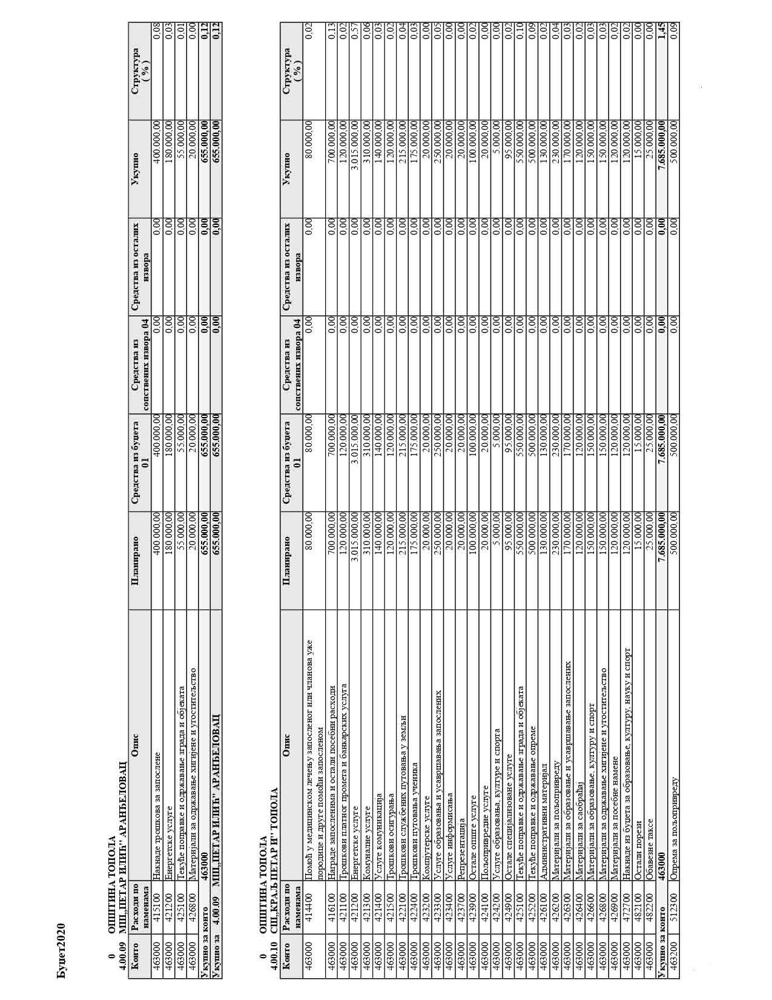 Буџет2020
0 ОПШТИНА ТОПОЛА
4.00.09 МШ„ПЕТАР ИЛИЋ" АРАНЂЕЛОВАЦ
Конто Расходи по наменама Опис Планирано Средства из буџета 01 Средства из сопствених извора 04 Средства из осталих извора Укупно Структура ( % )
463000 415100 Накнаде трошкова за запослене 400.000,00 400.000,00 0,00 0,00 400.000,00 0,08
463000 421200 Енергетске услуге 180.000,00 180.000,00 0,00 0,00 180.000,00 0,03
463000 425100 Текуће поправке и одржавање зграда и објеката 55.000,00 55.000,00 0,00 0,00 55.000,00 0,01
463000 426800 Материјали за одржавање хигијене и угоститељство 20.000,00 20.000,00 0,00 0,00 20.000,00 0,00
Укупно за конто 463000 655.000,00 655.000,00 0,00 0,00 655.000,00 0,12
Укупно за 4.00.09 МШ„ПЕТАР ИЛИЋ" АРАНЂЕЛОВАЦ 655.000,00 655.000,00 0,00 0,00 655.000,00 0,12
0 ОПШТИНА ТОПОЛА
4.00.10 СШ„КРАЉ ПЕТАР И" ТОПОЛА
Конто Расходи по наменама Опис Планирано Средства из буџета 01 Средства из сопствених извора 04 Средства из осталих извора Укупно Структура ( % )
463000 414400 Помоћ у медицинском лечењу запосленог или чланова уже породице и друге помоћи запосленом 80.000,00 80.000,00 0,00 0,00 80.000,00 0,02
463000 416100 Награде запосленима и остали посебни расходи 700.000,00 700.000,00 0,00 0,00 700.000,00 0,13
463000 421100 Трошкови платног промета и банкарских услуга 120.000,00 120.000,00 0,00 0,00 120.000,00 0,02
463000 421200 Енергетске услуге 3.015.000,00 3.015.000,00 0,00 0,00 3.015.000,00 0,57
463000 421300 Комуналне услуге 310.000,00 310.000,00 0,00 0,00 310.000,00 0,06
463000 421400 Услуге комуникација 140.000,00 140.000,00 0,00 0,00 140.000,00 0,03
463000 421500 Трошкови осигурања 120.000,00 120.000,00 0,00 0,00 120.000,00 0,02
463000 422100 Трошкови службених путовања у земљи 215.000,00 215.000,00 0,00 0,00 215.000,00 0,04
463000 422400 Трошкови путовања ученика 175.000,00 175.000,00 0,00 0,00 175.000,00 0,03
463000 423200 Компјутерске услуге 20.000,00 20.000,00 0,00 0,00 20.000,00 0,00
463000 423300 Услуге образовања и усавршавања запослених 250.000,00 250.000,00 0,00 0,00 250.000,00 0,05
463000 423400 Услуге информисања 20.000,00 20.000,00 0,00 0,00 20.000,00 0,00
463000 423700 Репрезентација 20.000,00 20.000,00 0,00 0,00 20.000,00 0,00
463000 423900 Остале опште услуге 100.000,00 100.000,00 0,00 0,00 100.000,00 0,02
463000 424100 Пољопривредне услуге 20.000,00 20.000,00 0,00 0,00 20.000,00 0,00
463000 424200 Услуге образовања, културе и спорта 5.000,00 5.000,00 0,00 0,00 5.000,00 0,00
463000 424900 Остале специјализоване услуге 95.000,00 95.000,00 0,00 0,00 95.000,00 0,02
463000 425100 Текуће поправке и одржавање зграда и објеката 550.000,00 550.000,00 0,00 0,00 550.000,00 0,10
463000 425200 Текуће поправке и одржавање опреме 500.000,00 500.000,00 0,00 0,00 500.000,00 0,09
463000 426100 Административни материјал 130.000,00 130.000,00 0,00 0,00 130.000,00 0,02
463000 426200 Материјали за пољопривреду 230.000,00 230.000,00 0,00 0,00 230.000,00 0,04
463000 426300 Материјали за образовање и усавршавање запослених 170.000,00 170.000,00 0,00 0,00 170.000,00 0,03
463000 426400 Материјали за саобраћај 120.000,00 120.000,00 0,00 0,00 120.000,00 0,02
463000 426600 Материјали за образовање, културу и спорт 150.000,00 150.000,00 0,00 0,00 150.000,00 0,03
463000 426800 Материјали за одржавање хигијене и угоститељство 150.000,00 150.000,00 0,00 0,00 150.000,00 0,03
463000 426900 Материјали за посебне намене 120.000,00 120.000,00 0,00 0,00 120.000,00 0,02
463000 472700 Накнаде из буџета за образовање, културу, науку и спорт 120.000,00 120.000,00 0,00 0,00 120.000,00 0,02
463000 482100 Остали порези 15.000,00 15.000,00 0,00 0,00 15.000,00 0,00
463000 482200 Обавезне таксе 25.000,00 25.000,00 0,00 0,00 25.000,00 0,00
Укупно за конто 463000 7.685.000,00 7.685.000,00 0,00 0,00 7.685.000,00 1,45
463200 512300 Опрема за пољопривреду 500.000,00 500.000,00 0,00 0,00 500.000,00 0,09